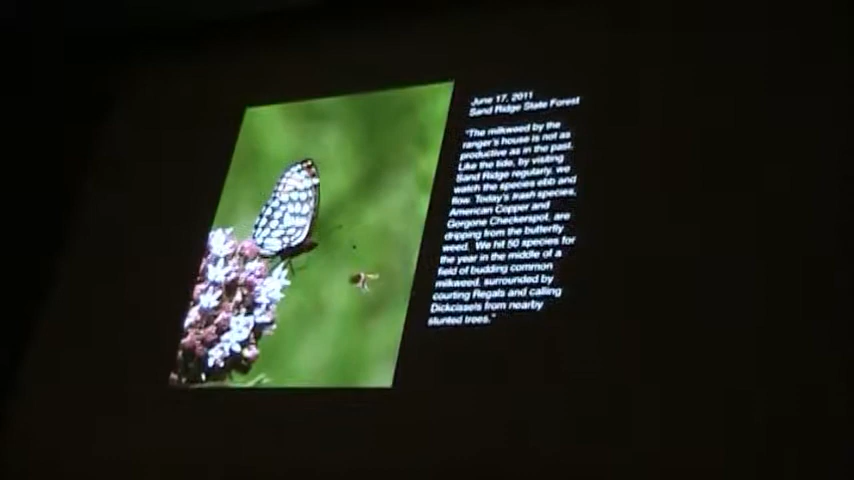 June 17, 2011
Sand Ridge State Forest
"The milkweed by the
ranger's house is not as
productive as in the past.
Like the tide, by visiting
Sand Ridge regularly, we
watch the species ebb and
flow. Today's trash species,
American Copper and
Gorgone Checkerspot, are
dripping from the butterfly
weed. We hit 50 species for
the year in the middle of a
field of budding common
milkweed, surrounded by
courting Regals and calling
Dickcissels from nearby
stunted trees."